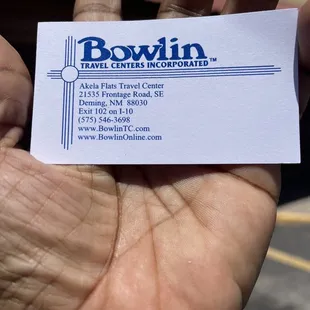 Bowlin
TRAVEL CENTERS INCORPORATED™
Akela Flats Travel Center
21535 Frontage Road, SE
Deming, NM 88030
Exit 102 on I-10
(575) 546-3698
www.BowlinTC.com
www.BowlinOnline.com